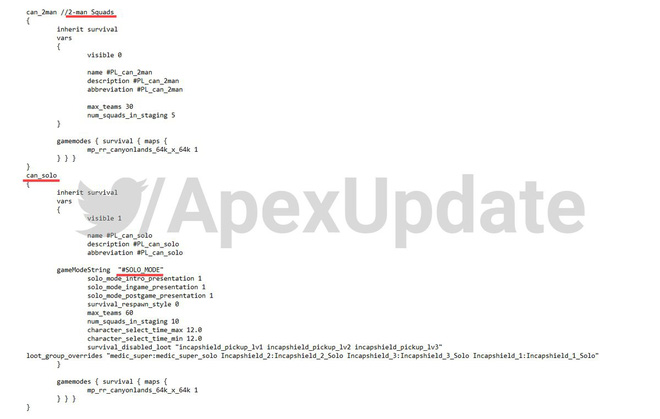 can_2man //2-man Squads
{
inherit survival
vars
{
visible 0
name #PL_can_2man
description #PL_can_2man
abbreviation #PL_can_2man
max_teams 30
num_squads_in_staging 5
}
gamemodes { survival { maps {
mp_rr_canyonlands_64k_x_64k 1
} } }
}
can_solo
{
inherit survival
vars
{
visible 1
name #PL_can_solo
description #PL_can_solo
abbreviation #PL_can_solo
/ApexUpdate
gameModeString "#SOLO_MODE"
solo_mode_intro_presentation 1
solo_mode_ingame_presentation 1
solo_mode_postgame_presentation 1
survival_respawn_style 0
max_teams 60
num_squads_in_staging 10
character_select_time_max 12.0
character_select_time_min 12.0
survival_disabled_loot "incapshield_pickup_lv1 incapshield_pickup_lv2 incapshield_pickup_lv3"
loot_group_overrides "medic_super:medic_super_solo Incapshield_2:Incapshield_2_Solo Incapshield_3:Incapshield_3_Solo Incapshield_1:Incapshield_1_Solo"
}
gamemodes { survival { maps {
mp_rr_canyonlands_64k_x_64k 1
} } }
}